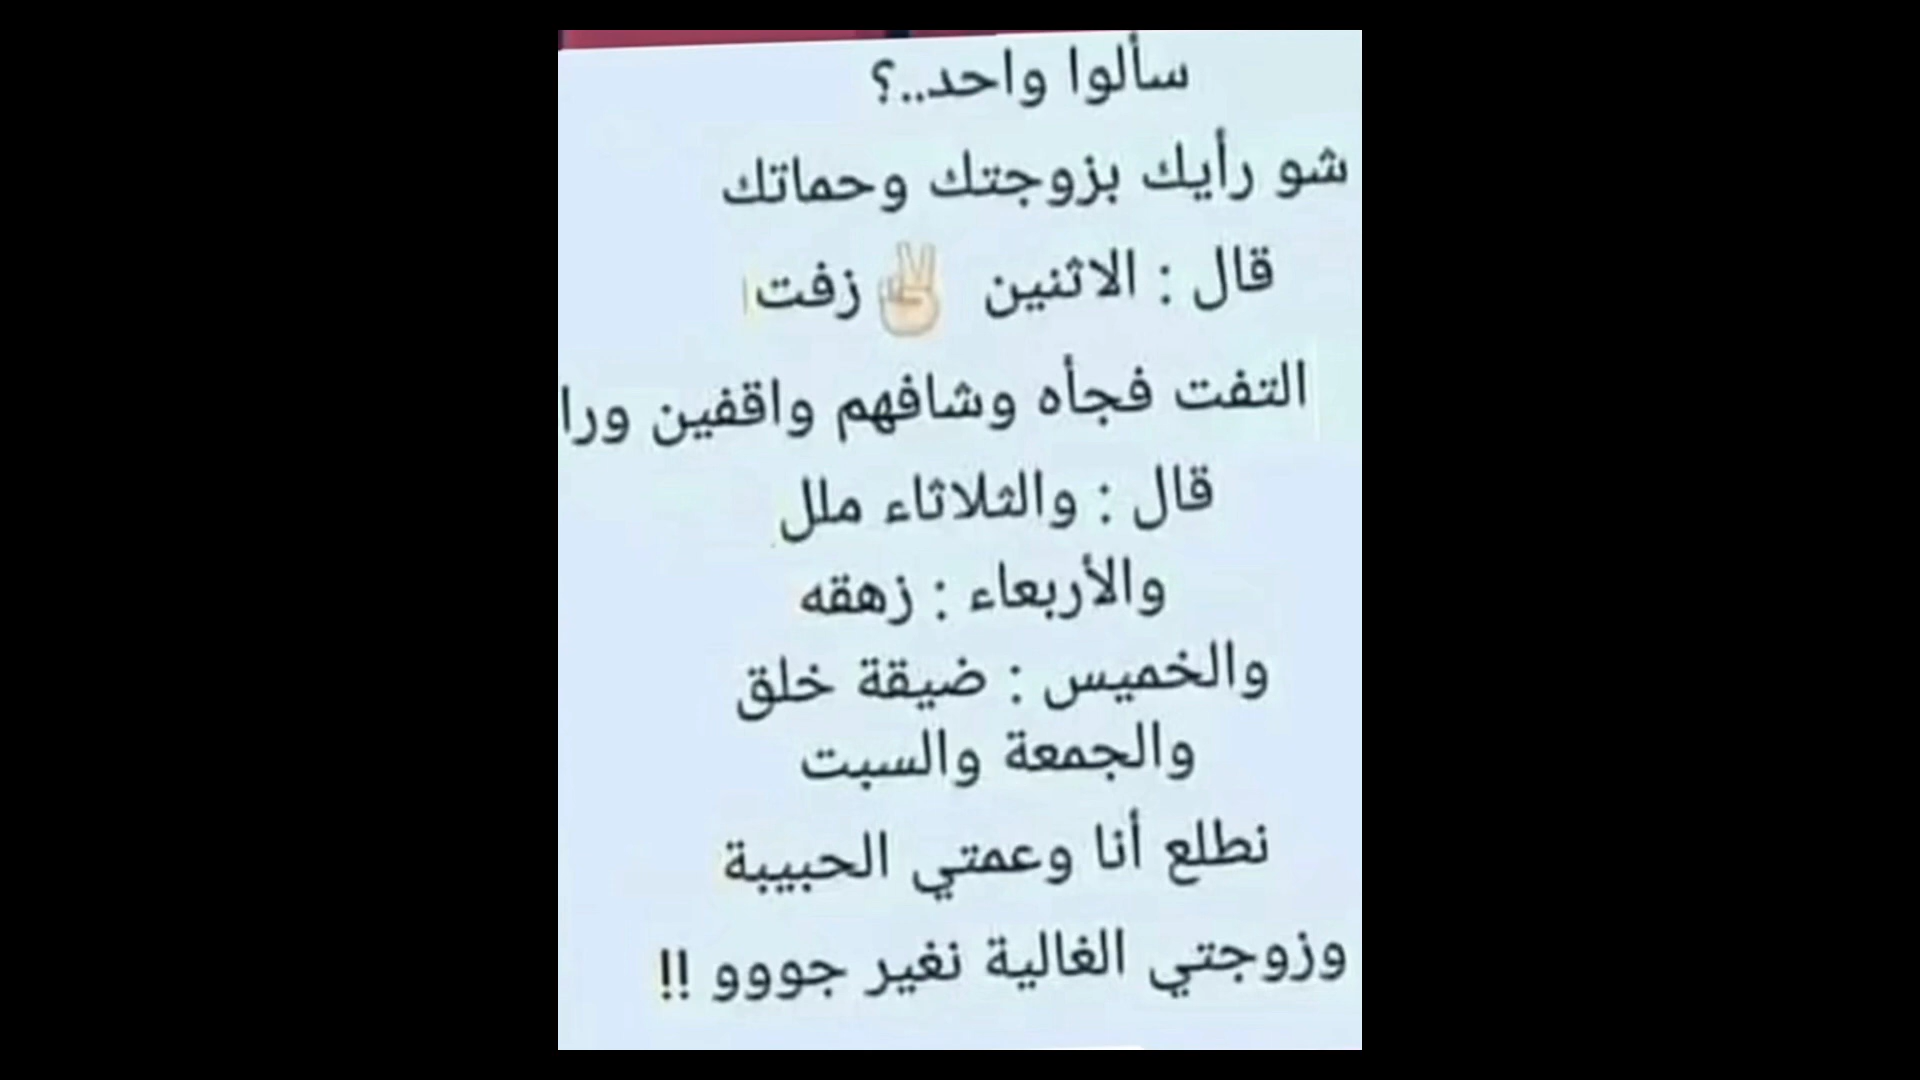 سألوا واحد..؟
شو رأيك بزوجتك وحماتك
قال : الاثنين ✌🏻 زفت
التفت فجأه وشافهم واقفين ورا
قال : والثلاثاء ملل
والأربعاء : زهقه
والخميس : ضيقة خلق
والجمعة والسبت
نطلع أنا وعمتي الحبيبة
وزوجتي الغالية نغير جووو !!